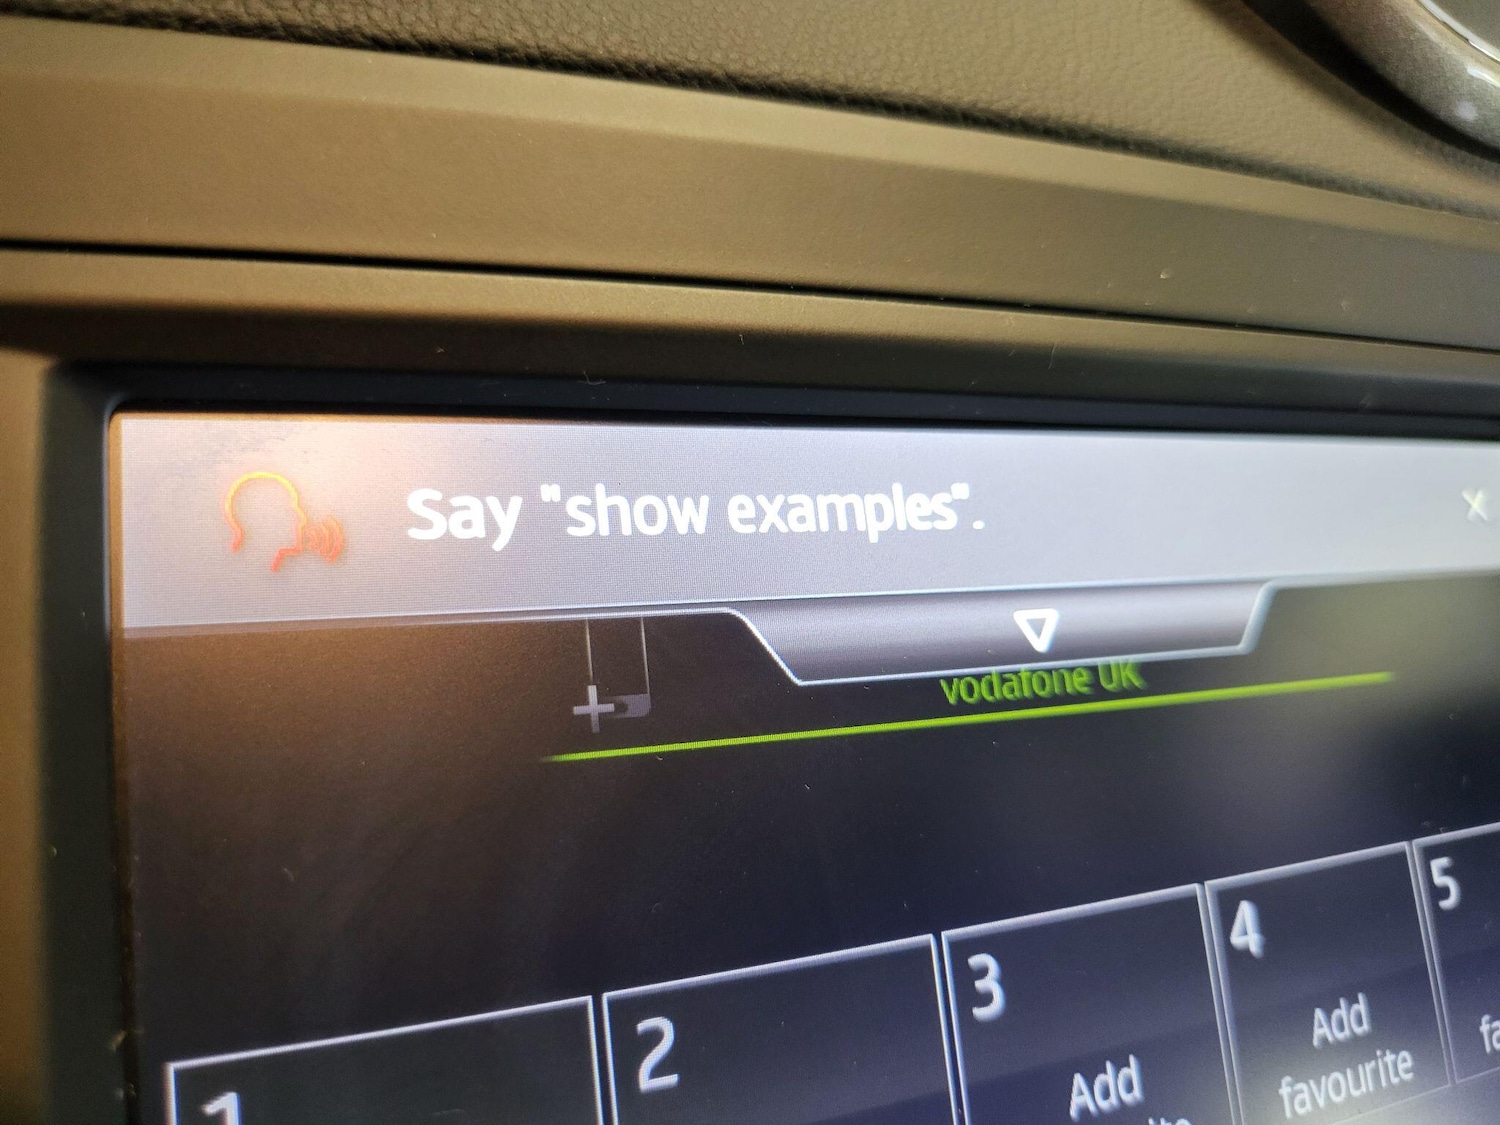 Say "show examples".
vodafone UK
1
2
3
4
5
Add
favourite
Add